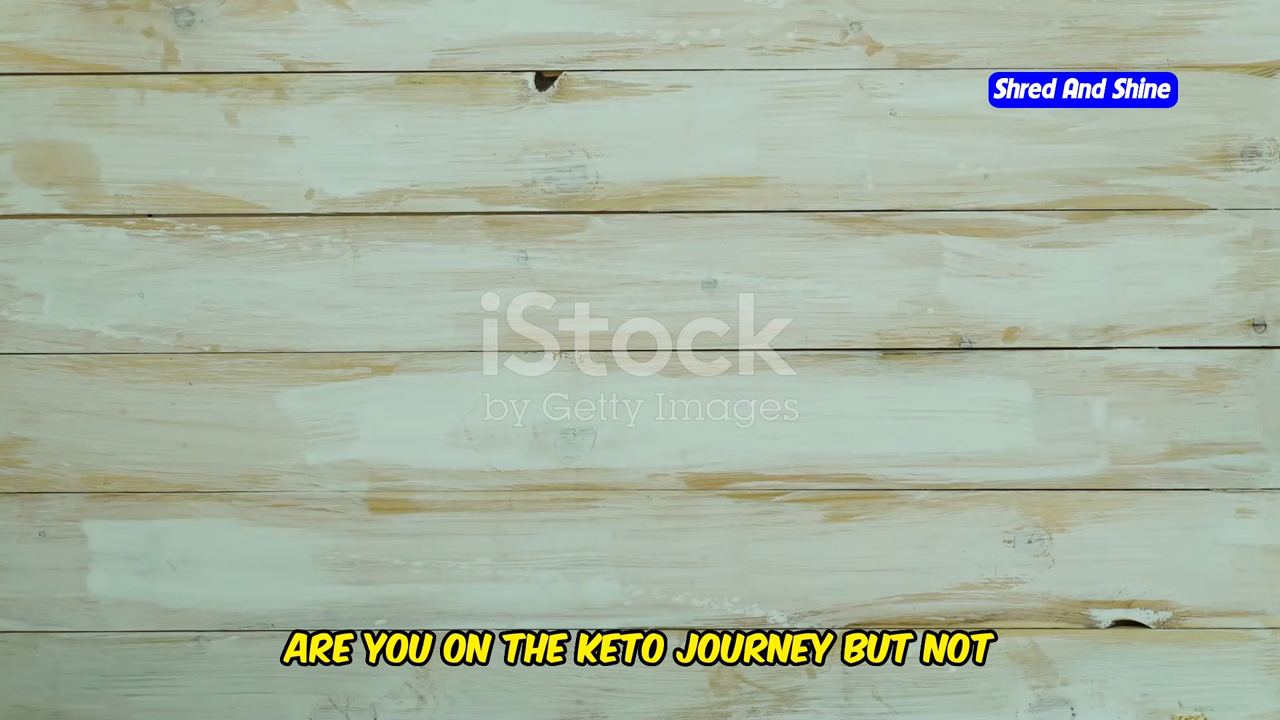 Shred And Shine
iStock
by Getty Images
ARE YOU ON THE KETO JOURNEY BUT NOT